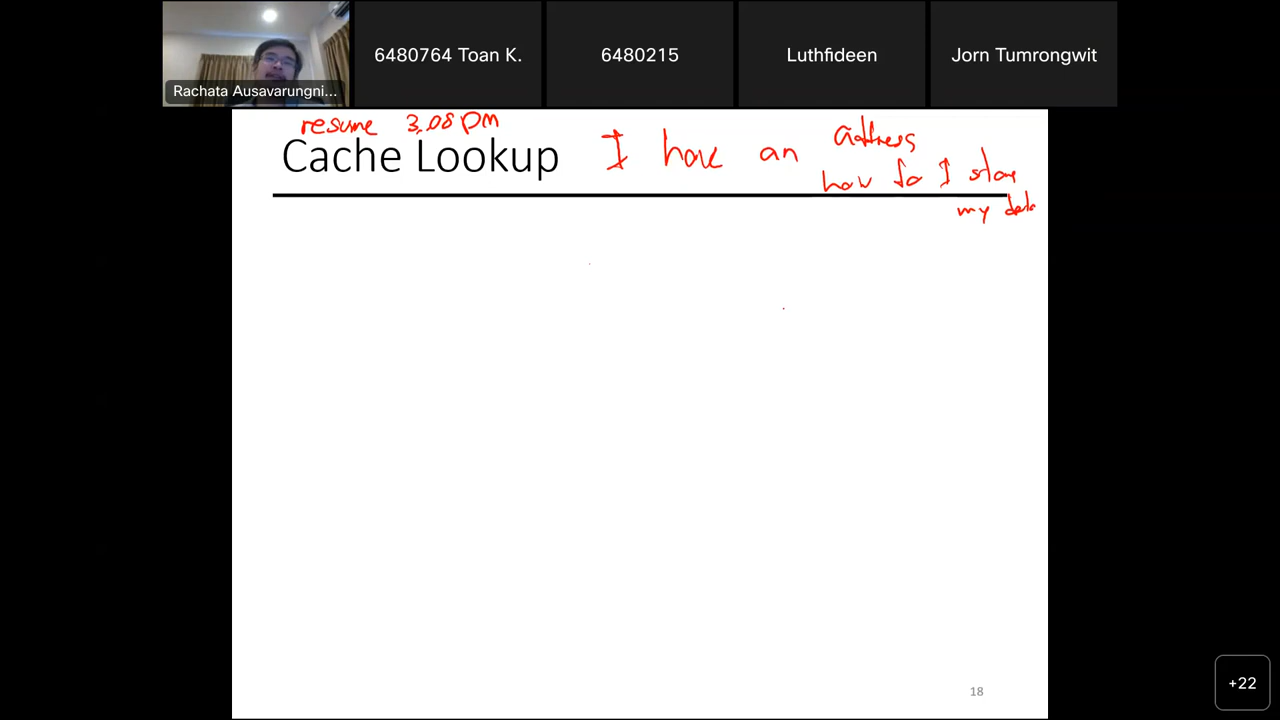 Rachata Ausavarungni...
6480764 Toan K.
6480215
Luthfideen
Jorn Tumrongwit
resume 3.08 pm
Cache Lookup
I have an address
how do I store
my data
18
+22